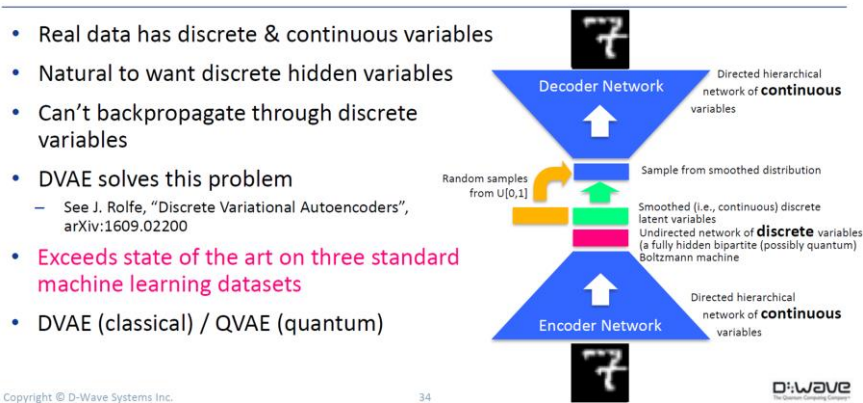 • Real data has discrete & continuous variables
• Natural to want discrete hidden variables
• Can't backpropagate through discrete
variables
• DVAE solves this problem
– See J. Rolfe, "Discrete Variational Autoencoders",
arXiv:1609.02200
• Exceeds state of the art on three standard
machine learning datasets
• DVAE (classical) / QVAE (quantum)
Decoder Network
Directed hierarchical
network of continuous
variables
Random samples
from U[0,1]
Sample from smoothed distribution
Smoothed (i.e., continuous) discrete
latent variables
Undirected network of discrete variables
(a fully hidden bipartite (possibly quantum)
Boltzmann machine
Encoder Network
Directed hierarchical
network of continuous
variables
Copyright © D-Wave Systems Inc.
34
D:WAVE
The Quantum Computing Company